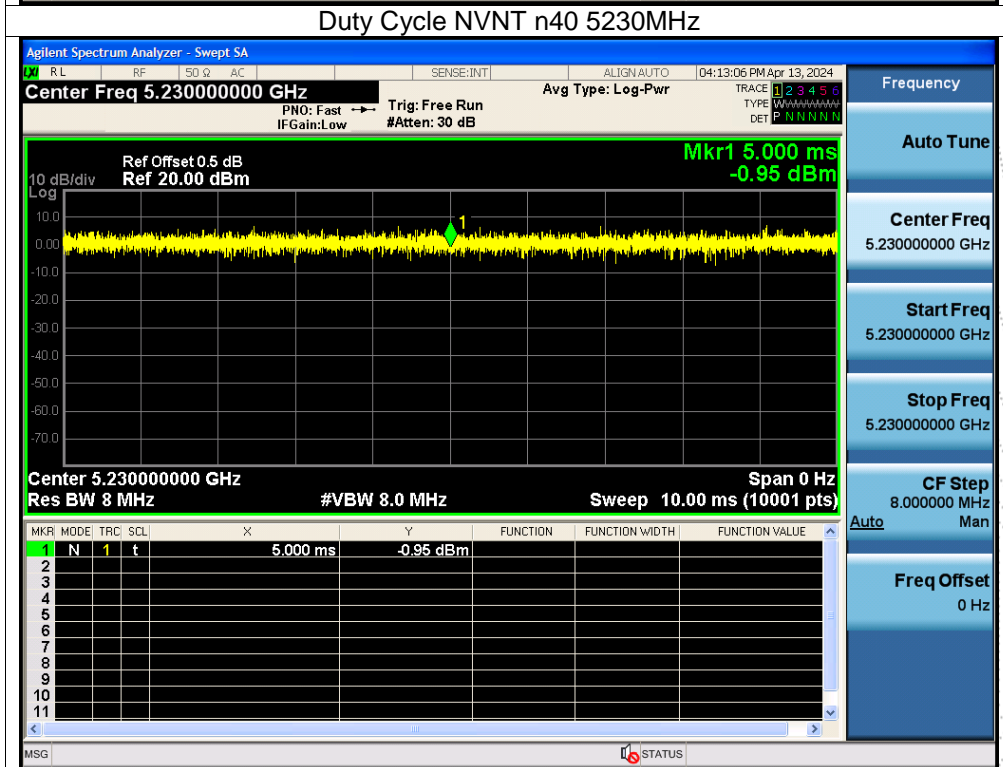 Duty Cycle NVNT n40 5230MHz
Agilent Spectrum Analyzer - Swept SA
LXI RL RF 50 Ω AC SENSE:INT ALIGN AUTO 04:13:06 PM Apr 13, 2024
Center Freq 5.230000000 GHz
PNO: Fast
IFGain:Low
Trig: Free Run
#Atten: 30 dB
Avg Type: Log-Pwr
TRACE 1 2 3 4 5 6
TYPE WWWWWW
DET P N N N N N
Frequency
Mkr1 5.000 ms
-0.95 dBm
Ref Offset 0.5 dB
10 dB/div Ref 20.00 dBm
Log
1
10.0
0.00
-10.0
-20.0
-30.0
-40.0
-50.0
-60.0
-70.0
Center 5.230000000 GHz Span 0 Hz
Res BW 8 MHz #VBW 8.0 MHz Sweep 10.00 ms (10001 pts)
MKR MODE TRC SCL X Y FUNCTION FUNCTION WIDTH FUNCTION VALUE
1 N 1 t 5.000 ms -0.95 dBm
2
3
4
5
6
7
8
9
10
11
Auto Tune
Center Freq
5.230000000 GHz
Start Freq
5.230000000 GHz
Stop Freq
5.230000000 GHz
CF Step
8.000000 MHz
Auto Man
Freq Offset
0 Hz
MSG STATUS